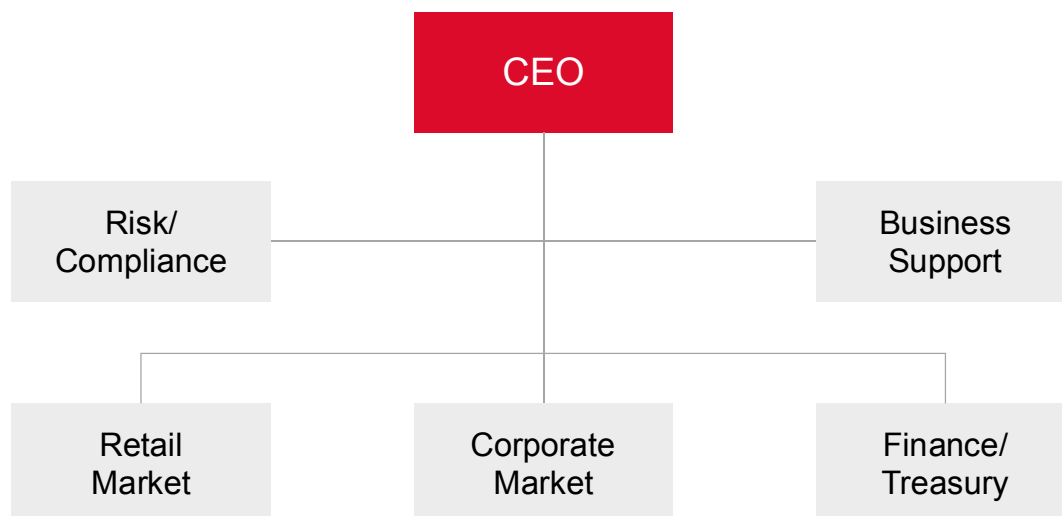 CEO
Risk/
Compliance
Business
Support
Retail
Market
Corporate
Market
Finance/
Treasury